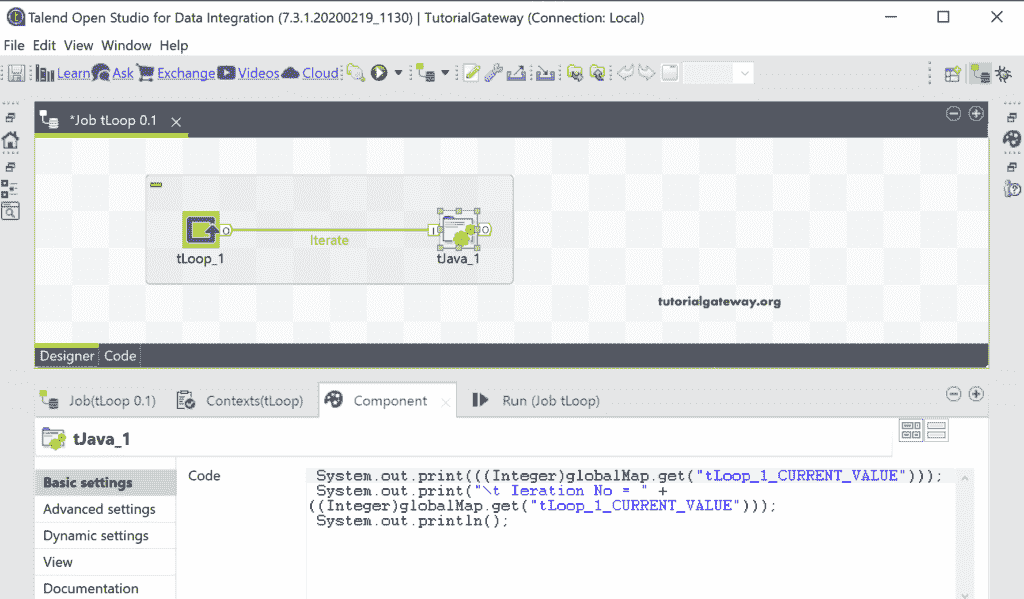 Talend Open Studio for Data Integration (7.3.1.20200219_1130) | TutorialGateway (Connection: Local)
File Edit View Window Help
Learn Ask Exchange Videos Cloud
*Job tLoop 0.1
O Iterate I O
tLoop_1 tJava_1
tutorialgateway.org
Designer Code
Job(tLoop 0.1) Contexts(tLoop) Component Run (Job tLoop)
tJava_1
Basic settings
Advanced settings
Dynamic settings
View
Documentation
Code
System.out.print(((Integer)globalMap.get("tLoop_1_CURRENT_VALUE")));
System.out.print("\t Ieration No = " +
((Integer)globalMap.get("tLoop_1_CURRENT_VALUE")));
System.out.println();